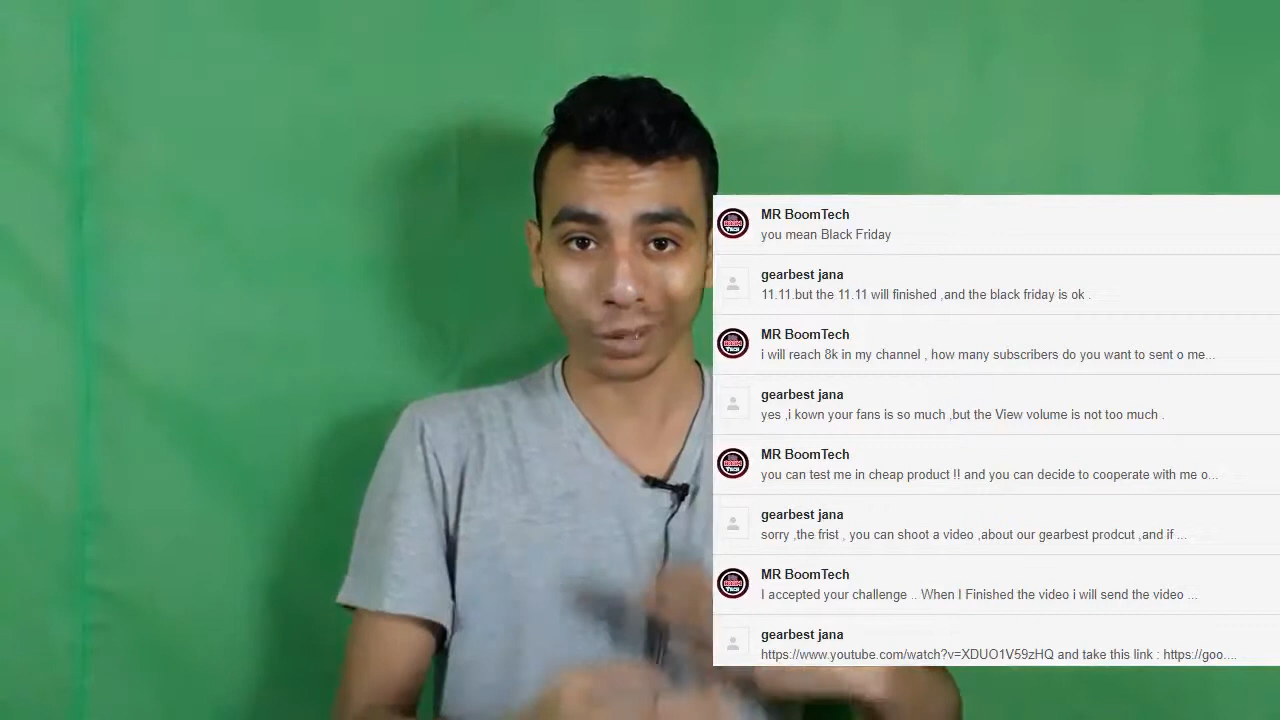 MR BoomTech
you mean Black Friday
gearbest jana
11.11.but the 11.11 will finished ,and the black friday is ok .
MR BoomTech
i will reach 8k in my channel , how many subscribers do you want to sent o me...
gearbest jana
yes ,i kown your fans is so much ,but the View volume is not too much .
MR BoomTech
you can test me in cheap product !! and you can decide to cooperate with me o...
gearbest jana
sorry ,the frist , you can shoot a video ,about our gearbest prodcut ,and if ...
MR BoomTech
I accepted your challenge .. When I Finished the video i will send the video ...
gearbest jana
https://www.youtube.com/watch?v=XDUO1V59zHQ and take this link : https://goo....